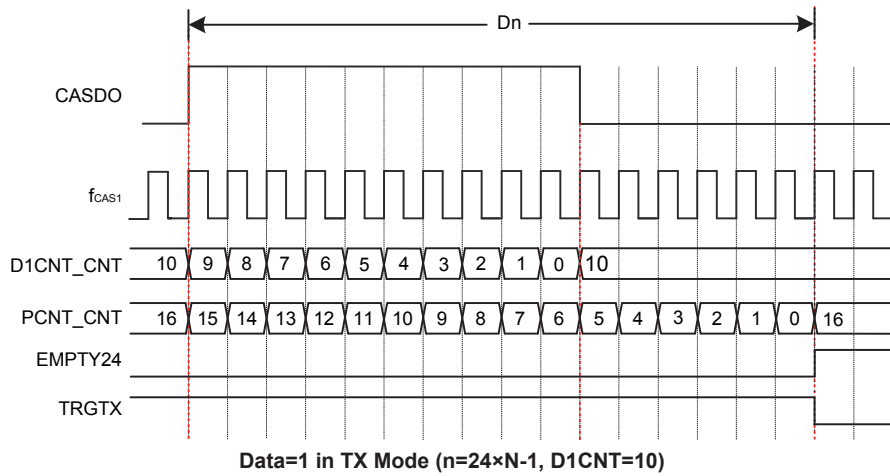 Dn
CASDO
fCAS1
D1CNT_CNT 10 9 8 7 6 5 4 3 2 1 0 10
PCNT_CNT 16 15 14 13 12 11 10 9 8 7 6 5 4 3 2 1 0 16
EMPTY24
TRGTX
Data=1 in TX Mode (n=24×N-1, D1CNT=10)